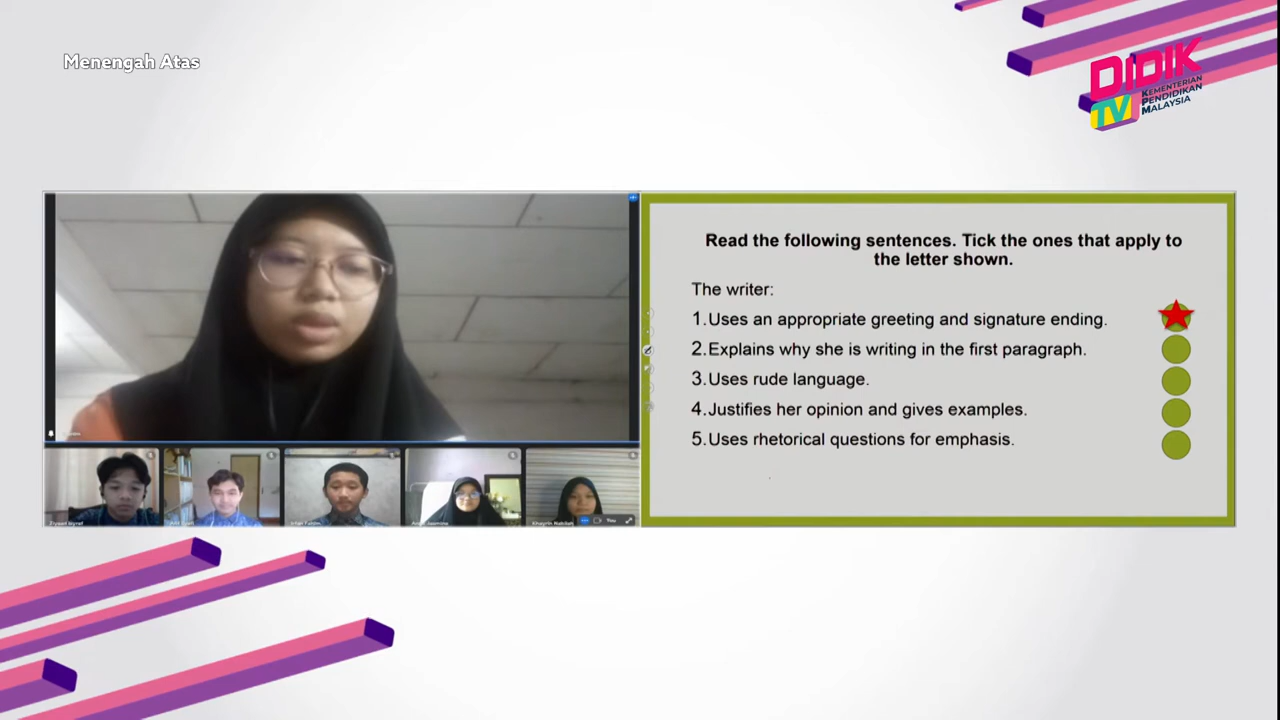 Menengah Atas
DIDIK
TV
KEMENTERIAN
PENDIDIKAN
MALAYSIA
Read the following sentences. Tick the ones that apply to
the letter shown.
The writer:
1.Uses an appropriate greeting and signature ending.
2.Explains why she is writing in the first paragraph.
3.Uses rude language.
4.Justifies her opinion and gives examples.
5.Uses rhetorical questions for emphasis.
You